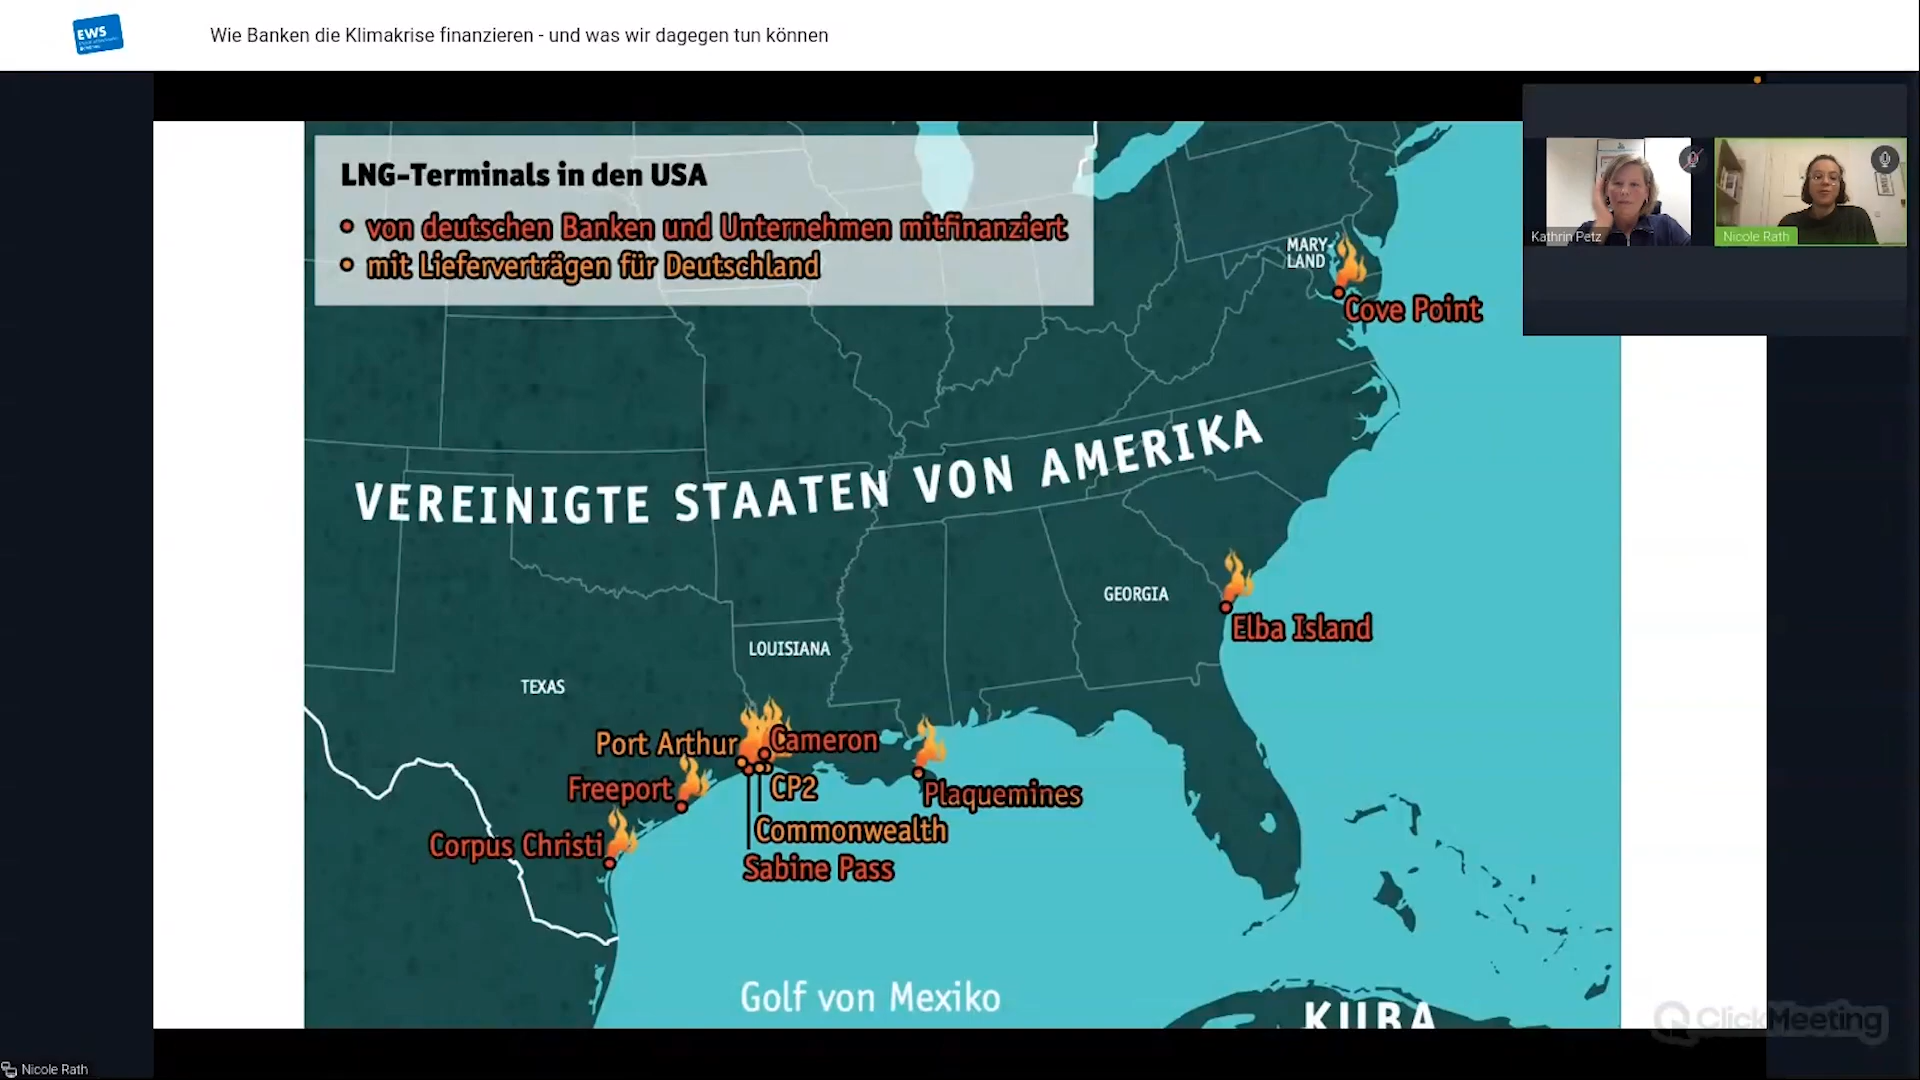 EWS
Wie Banken die Klimakrise finanzieren - und was wir dagegen tun können
LNG-Terminals in den USA
• von deutschen Banken und Unternehmen mitfinanziert
• mit Lieferverträgen für Deutschland
Kathrin Petz
Nicole Rath
MARY-
LAND
Cove Point
VEREINIGTE STAATEN VON AMERIKA
GEORGIA
Elba Island
LOUISIANA
TEXAS
Port Arthur
Cameron
Freeport
CP2
Plaquemines
Commonwealth
Corpus Christi
Sabine Pass
Golf von Mexiko
KUBA
ClickMeeting
Nicole Rath